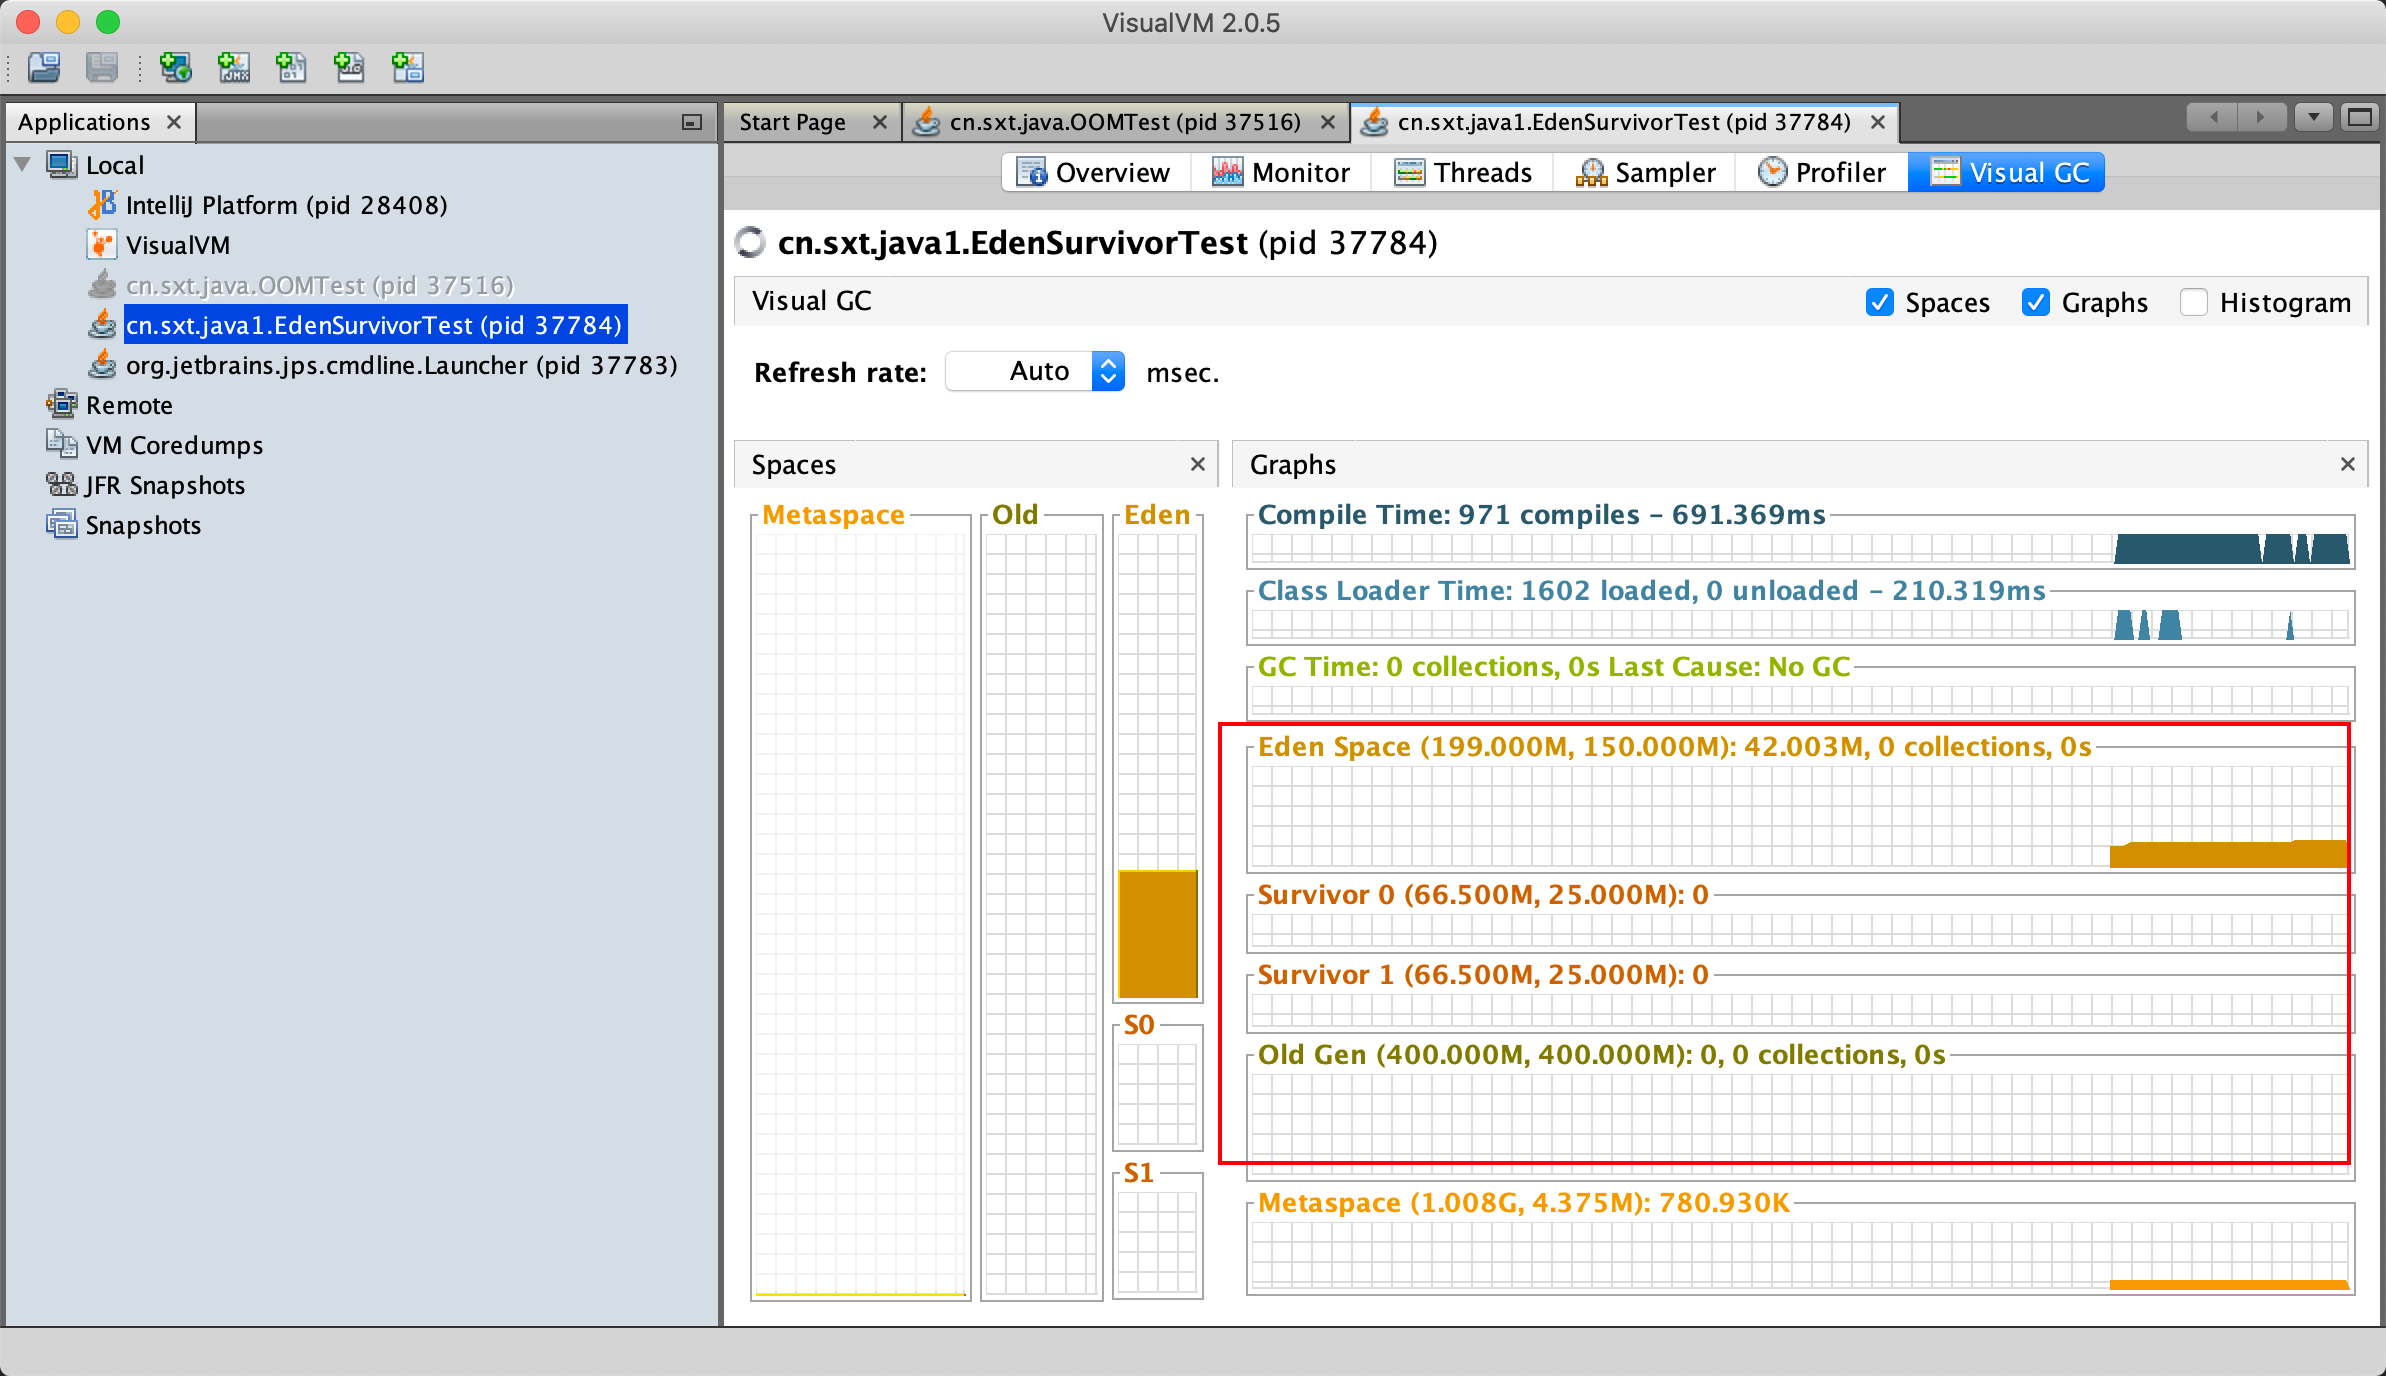 VisualVM 2.0.5
Applications
Start Page
cn.sxt.java.OOMTest (pid 37516)
cn.sxt.java1.EdenSurvivorTest (pid 37784)
Local
IntelliJ Platform (pid 28408)
VisualVM
cn.sxt.java.OOMTest (pid 37516)
cn.sxt.java1.EdenSurvivorTest (pid 37784)
org.jetbrains.jps.cmdline.Launcher (pid 37783)
Remote
VM Coredumps
JFR Snapshots
Snapshots
Overview
Monitor
Threads
Sampler
Profiler
Visual GC
cn.sxt.java1.EdenSurvivorTest (pid 37784)
Visual GC
Spaces
Graphs
Histogram
Refresh rate: Auto msec.
Spaces
Metaspace
Old
Eden
S0
S1
Graphs
Compile Time: 971 compiles - 691.369ms
Class Loader Time: 1602 loaded, 0 unloaded - 210.319ms
GC Time: 0 collections, 0s Last Cause: No GC
Eden Space (199.000M, 150.000M): 42.003M, 0 collections, 0s
Survivor 0 (66.500M, 25.000M): 0
Survivor 1 (66.500M, 25.000M): 0
Old Gen (400.000M, 400.000M): 0, 0 collections, 0s
Metaspace (1.008G, 4.375M): 780.930K